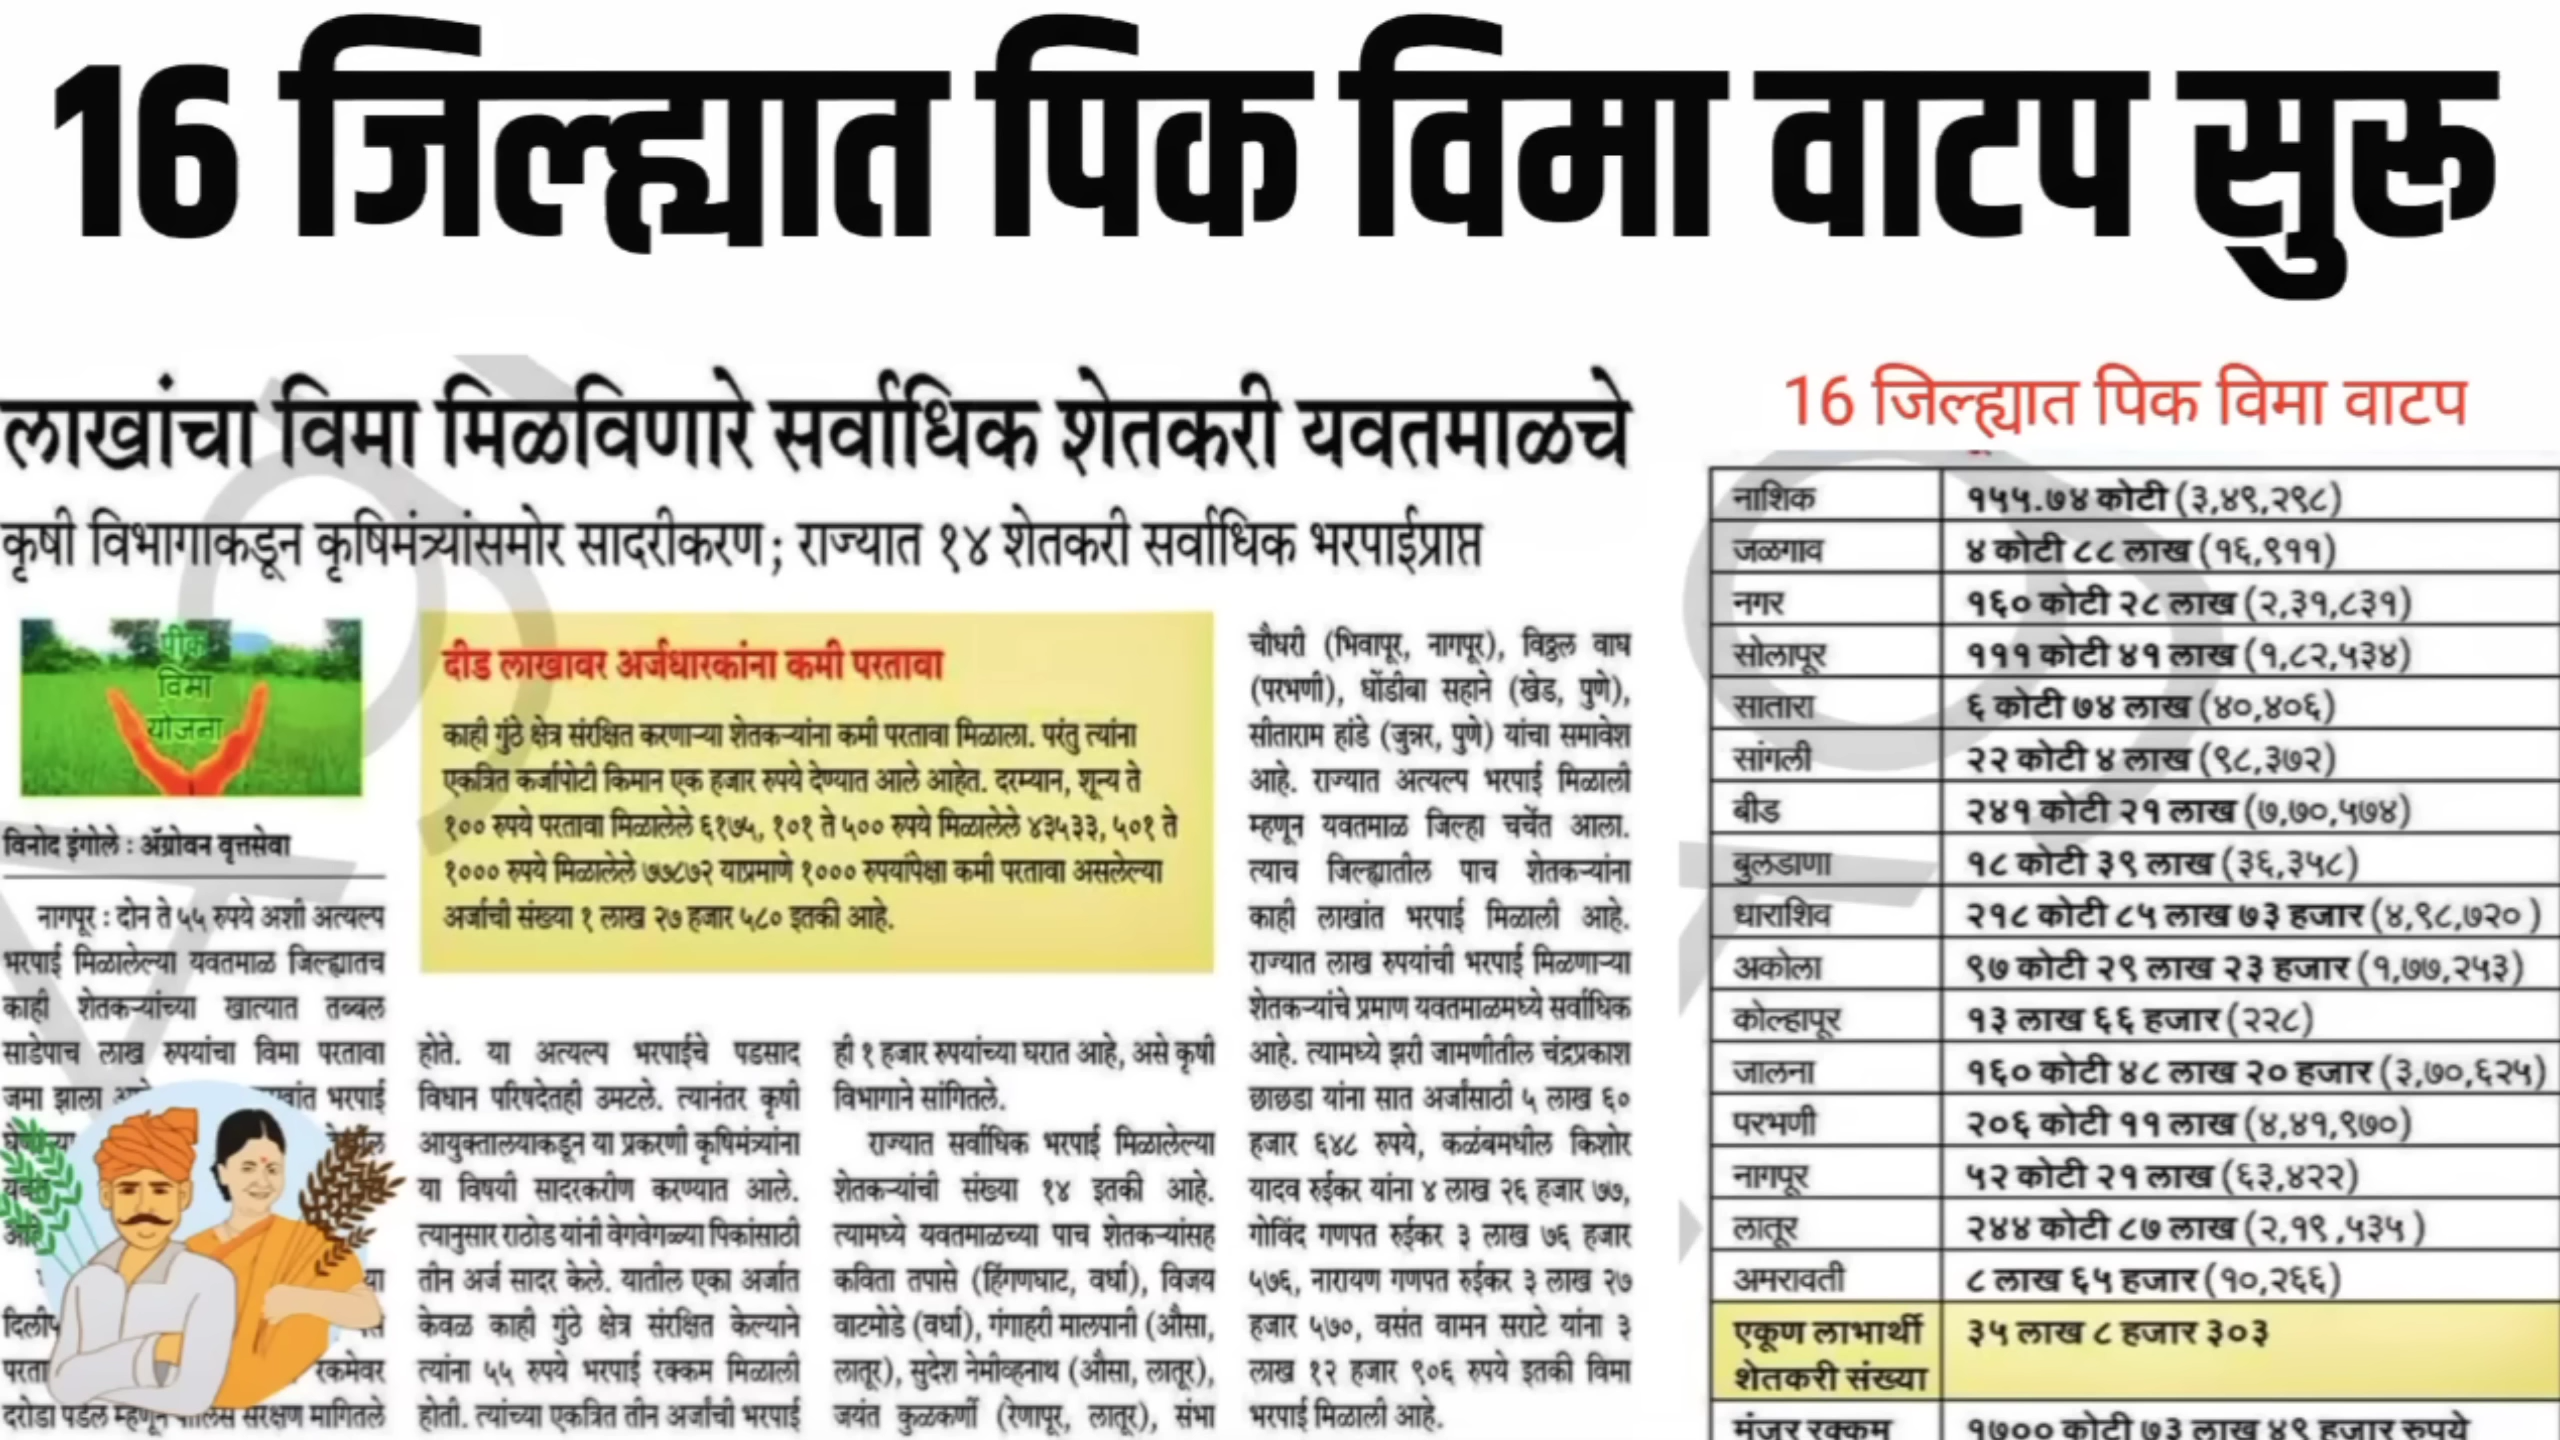 16 जिल्ह्यात पिक विमा वाटप सुरू
लाखांचा विमा मिळविणारे सर्वाधिक शेतकरी यवतमाळचे
कृषी विभागाकडून कृषिमंत्र्यांसमोर सादरीकरण; राज्यात १४ शेतकरी सर्वाधिक भरपाईप्राप्त
पीक
विमा
योजना
विनोद इंगोले : ॲग्रोवन वृत्तसेवा
नागपूर : दोन ते ५५ रुपये अशी अत्यल्प
भरपाई मिळालेल्या यवतमाळ जिल्ह्यातच
काही शेतकऱ्यांच्या खात्यात तब्बल
साडेपाच लाख रुपयांचा विमा परतावा
जमा झाला भरपाई
दिलीप
परता रकमेवर
दरोडा पडेल म्हणून पोलिस संरक्षण मागितले
दीड लाखावर अर्जधारकांना कमी परतावा
काही गुंठे क्षेत्र संरक्षित करणाऱ्या शेतकऱ्यांना कमी परतावा मिळाला. परंतु त्यांना
एकत्रित कर्जापोटी किमान एक हजार रुपये देण्यात आले आहेत. दरम्यान, शून्य ते
१०० रुपये परतावा मिळालेले ६१७५, १०१ ते ५०० रुपये मिळालेले ४३५३३, ५०१ ते
१००० रुपये मिळालेले ७७८७२ याप्रमाणे १००० रुपयांपेक्षा कमी परतावा असलेल्या
अर्जाची संख्या १ लाख २७ हजार ५८० इतकी आहे.
होते. या अत्यल्प भरपाईचे पडसाद
विधान परिषदेतही उमटले. त्यानंतर कृषी
आयुक्तालयाकडून या प्रकरणी कृषिमंत्र्यांना
या विषयी सादरकरीण करण्यात आले.
त्यानुसार राठोड यांनी वेगवेगळ्या पिकांसाठी
तीन अर्ज सादर केले. यातील एका अर्जात
केवळ काही गुंठे क्षेत्र संरक्षित केल्याने
त्यांना ५५ रुपये भरपाई रक्कम मिळाली
होती. त्यांच्या एकत्रित तीन अर्जांची भरपाई
ही १ हजार रुपयांच्या घरात आहे, असे कृषी
विभागाने सांगितले.
राज्यात सर्वाधिक भरपाई मिळालेल्या
शेतकऱ्यांची संख्या १४ इतकी आहे.
त्यामध्ये यवतमाळच्या पाच शेतकऱ्यांसह
कविता तपासे (हिंगणघाट, वर्धा), विजय
वाटमोडे (वर्धा), गंगाहरी मालपानी (औसा,
लातूर), सुदेश नेमीव्हनाथ (औसा, लातूर),
जयंत कुळकर्णी (रेणापूर, लातूर), संभा
चौधरी (भिवापूर, नागपूर), विठ्ठल वाघ
(परभणी), धोंडीबा सहाने (खेड, पुणे),
सीताराम हांडे (जुन्नर, पुणे) यांचा समावेश
आहे. राज्यात अत्यल्प भरपाई मिळाली
म्हणून यवतमाळ जिल्हा चर्चेत आला.
त्याच जिल्ह्यातील पाच शेतकऱ्यांना
काही लाखांत भरपाई मिळाली आहे.
राज्यात लाख रुपयांची भरपाई मिळणाऱ्या
शेतकऱ्यांचे प्रमाण यवतमाळमध्ये सर्वाधिक
आहे. त्यामध्ये झरी जामणीतील चंद्रप्रकाश
छाछडा यांना सात अर्जांसाठी ५ लाख ६०
हजार ६४८ रुपये, कळंबमधील किशोर
यादव रुईकर यांना ४ लाख २६ हजार ७७,
गोविंद गणपत रुईकर ३ लाख ७६ हजार
५७६, नारायण गणपत रुईकर ३ लाख २७
हजार ५७०, वसंत वामन सराटे यांना ३
लाख १२ हजार ९०६ रुपये इतकी विमा
भरपाई मिळाली आहे.
16 जिल्ह्यात पिक विमा वाटप
नाशिक १५५.७४ कोटी (३,४९,२९८)
जळगाव ४ कोटी ८८ लाख (१६,९११)
नगर १६० कोटी २८ लाख (२,३१,८३१)
सोलापूर १११ कोटी ४१ लाख (१,८२,५३४)
सातारा ६ कोटी ७४ लाख (४०,४०६)
सांगली २२ कोटी ४ लाख (९८,३७२)
बीड २४१ कोटी २१ लाख (७,७०,५७४)
बुलडाणा १८ कोटी ३९ लाख (३६,३५८)
धाराशिव २१८ कोटी ८५ लाख ७३ हजार (४,९८,७२० )
अकोला ९७ कोटी २९ लाख २३ हजार (१,७७,२५३)
कोल्हापूर १३ लाख ६६ हजार (२२८)
जालना १६० कोटी ४८ लाख २० हजार (३,७०,६२५)
परभणी २०६ कोटी ११ लाख (४,४१,९७०)
नागपूर ५२ कोटी २१ लाख (६३,४२२)
लातूर २४४ कोटी ८७ लाख (२,१९,५३५ )
अमरावती ८ लाख ६५ हजार (१०,२६६)
एकूण लाभार्थी ३५ लाख ८ हजार ३०३
शेतकरी संख्या
मंजूर रक्कम १७०० कोटी ७३ लाख ४९ हजार रुपये